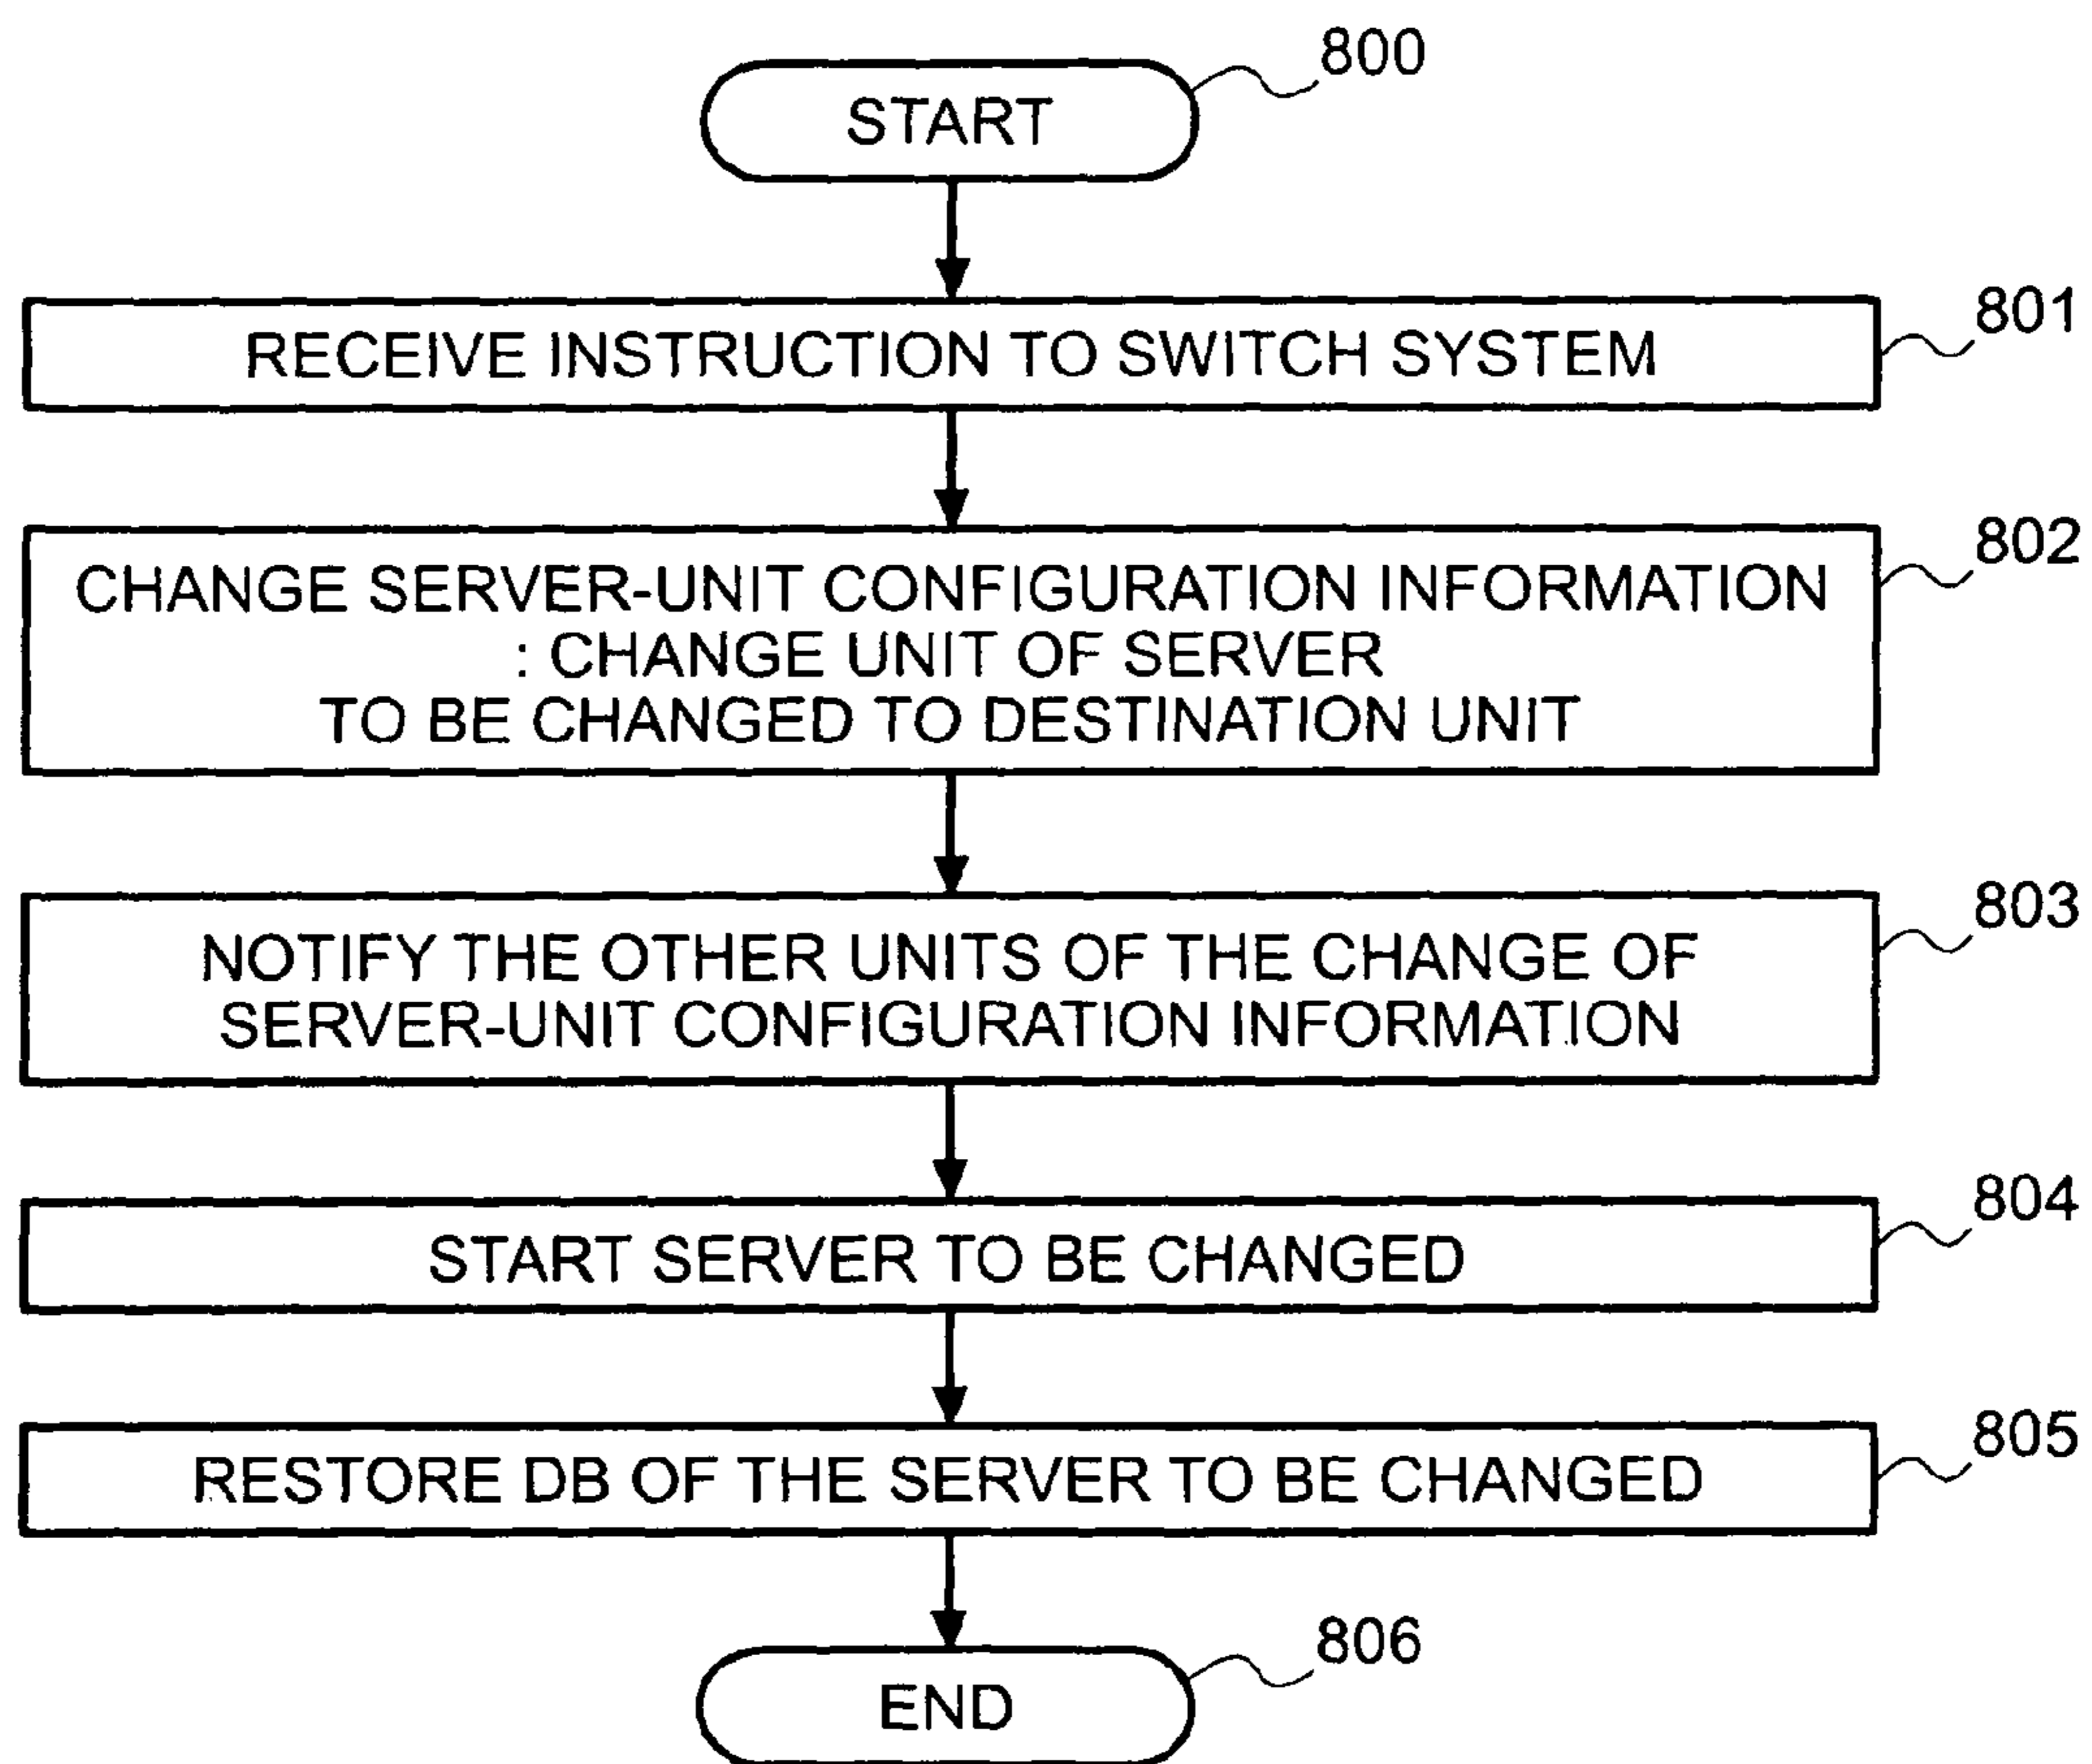 800
START
801
RECEIVE INSTRUCTION TO SWITCH SYSTEM
802
CHANGE SERVER-UNIT CONFIGURATION INFORMATION
: CHANGE UNIT OF SERVER
TO BE CHANGED TO DESTINATION UNIT
803
NOTIFY THE OTHER UNITS OF THE CHANGE OF
SERVER-UNIT CONFIGURATION INFORMATION
804
START SERVER TO BE CHANGED
805
RESTORE DB OF THE SERVER TO BE CHANGED
806
END